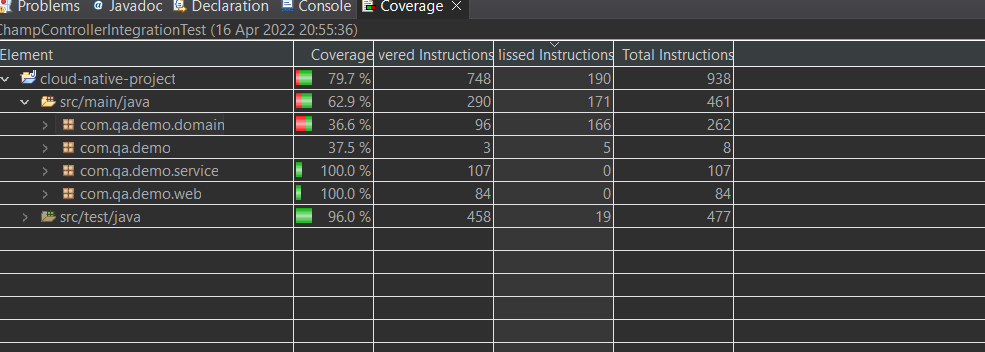 Problems Javadoc Declaration Console Coverage
ChampControllerIntegrationTest (16 Apr 2022 20:55:36)
Element Coverage vered Instructions lissed Instructions Total Instructions
cloud-native-project 79.7 % 748 190 938
src/main/java 62.9 % 290 171 461
com.qa.demo.domain 36.6 % 96 166 262
com.qa.demo 37.5 % 3 5 8
com.qa.demo.service 100.0 % 107 0 107
com.qa.demo.web 100.0 % 84 0 84
src/test/java 96.0 % 458 19 477